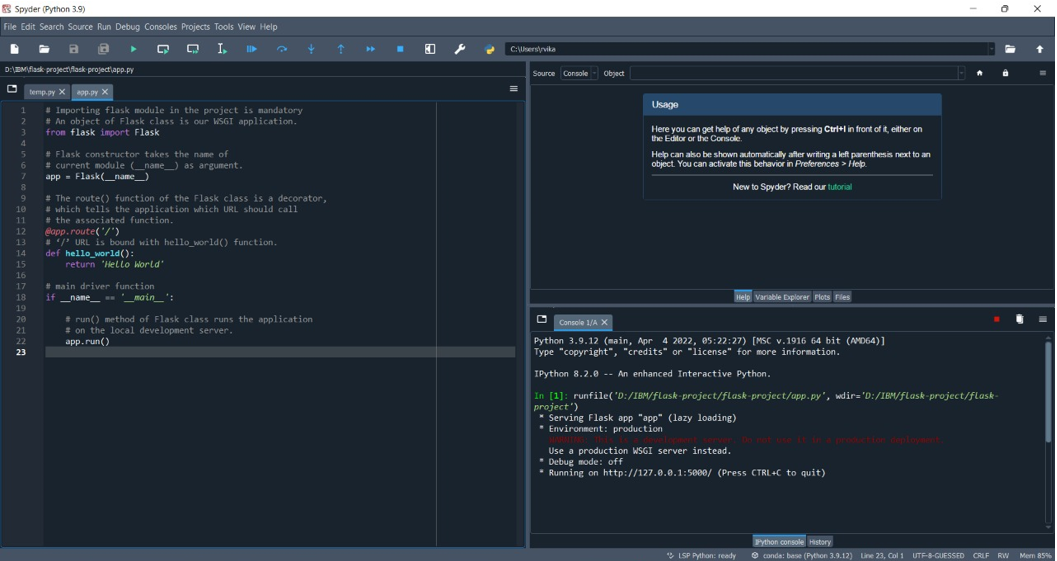 Spyder (Python 3.9)
File Edit Search Source Run Debug Consoles Projects Tools View Help
C:\Users\rvika
D:\IBM\flask-project\flask-project\app.py
temp.py
app.py
1 # Importing flask module in the project is mandatory
2 # An object of Flask class is our WSGI application.
3 from flask import Flask
4
5 # Flask constructor takes the name of
6 # current module (__name__) as argument.
7 app = Flask(__name__)
8
9 # The route() function of the Flask class is a decorator,
10 # which tells the application which URL should call
11 # the associated function.
12 @app.route('/')
13 # ‘/’ URL is bound with hello_world() function.
14 def hello_world():
15     return 'Hello World'
16
17 # main driver function
18 if __name__ == '__main__':
19
20     # run() method of Flask class runs the application
21     # on the local development server.
22     app.run()
23
Source Console Object
Usage
Here you can get help of any object by pressing Ctrl+I in front of it, either on
the Editor or the Console.
Help can also be shown automatically after writing a left parenthesis next to an
object. You can activate this behavior in Preferences > Help.
New to Spyder? Read our tutorial
Help Variable Explorer Plots Files
Console 1/A
Python 3.9.12 (main, Apr  4 2022, 05:22:27) [MSC v.1916 64 bit (AMD64)]
Type "copyright", "credits" or "license" for more information.
IPython 8.2.0 -- An enhanced Interactive Python.
In [1]: runfile('D:/IBM/flask-project/flask-project/app.py', wdir='D:/IBM/flask-project/flask-
project')
* Serving Flask app "app" (lazy loading)
* Environment: production
WARNING: This is a development server. Do not use it in a production deployment.
Use a production WSGI server instead.
* Debug mode: off
* Running on http://127.0.0.1:5000/ (Press CTRL+C to quit)
IPython console History
LSP Python: ready conda: base (Python 3.9.12) Line 23, Col 1 UTF-8-GUESSED CRLF RW Mem 85%